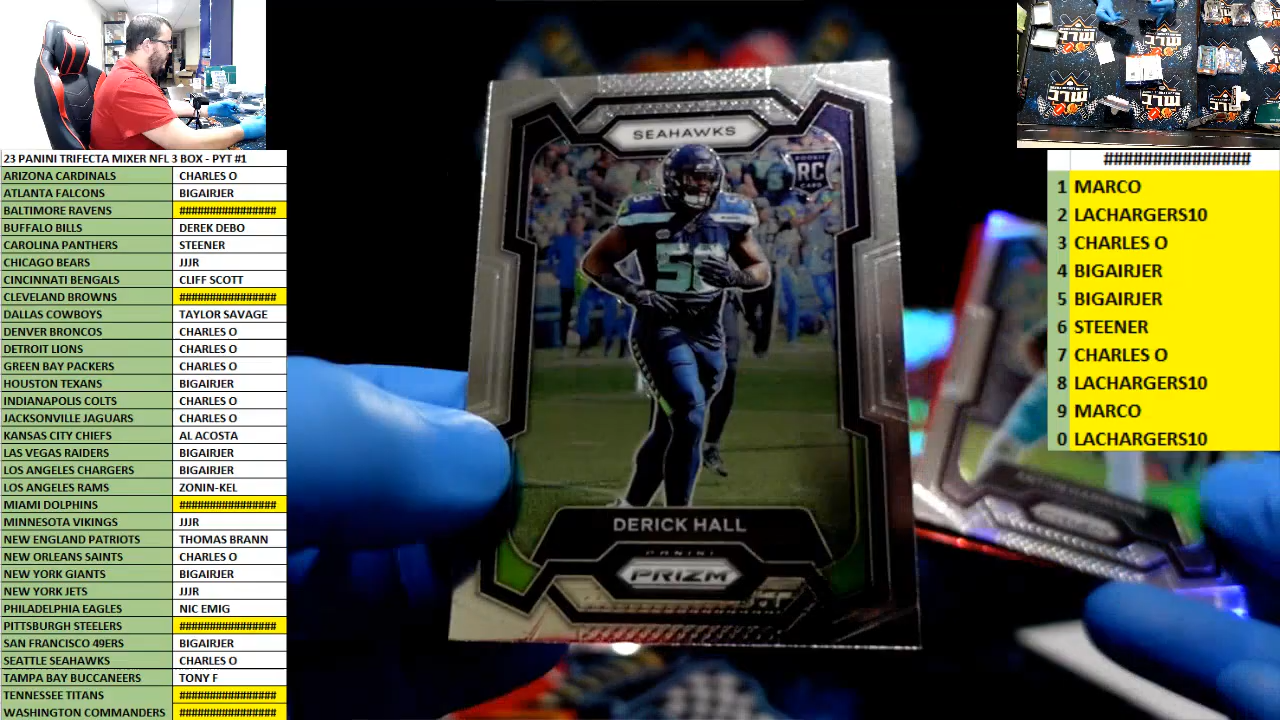 23 PANINI TRIFECTA MIXER NFL 3 BOX - PYT #1
ARIZONA CARDINALS CHARLES O
ATLANTA FALCONS BIGAIRJER
BALTIMORE RAVENS ################
BUFFALO BILLS DEREK DEBO
CAROLINA PANTHERS STEENER
CHICAGO BEARS JJJR
CINCINNATI BENGALS CLIFF SCOTT
CLEVELAND BROWNS ################
DALLAS COWBOYS TAYLOR SAVAGE
DENVER BRONCOS CHARLES O
DETROIT LIONS CHARLES O
GREEN BAY PACKERS CHARLES O
HOUSTON TEXANS BIGAIRJER
INDIANAPOLIS COLTS CHARLES O
JACKSONVILLE JAGUARS CHARLES O
KANSAS CITY CHIEFS AL ACOSTA
LAS VEGAS RAIDERS BIGAIRJER
LOS ANGELES CHARGERS BIGAIRJER
LOS ANGELES RAMS ZONIN-KEL
MIAMI DOLPHINS ################
MINNESOTA VIKINGS JJJR
NEW ENGLAND PATRIOTS THOMAS BRANN
NEW ORLEANS SAINTS CHARLES O
NEW YORK GIANTS BIGAIRJER
NEW YORK JETS JJJR
PHILADELPHIA EAGLES NIC EMIG
PITTSBURGH STEELERS ################
SAN FRANCISCO 49ERS BIGAIRJER
SEATTLE SEAHAWKS CHARLES O
TAMPA BAY BUCCANEERS TONY F
TENNESSEE TITANS ################
WASHINGTON COMMANDERS ################
SEAHAWKS
ROOKIE
RC
CARD
58
DERICK HALL
PANINI
PRIZM
################
1 MARCO
2 LACHARGERS10
3 CHARLES O
4 BIGAIRJER
5 BIGAIRJER
6 STEENER
7 CHARLES O
8 LACHARGERS10
9 MARCO
0 LACHARGERS10